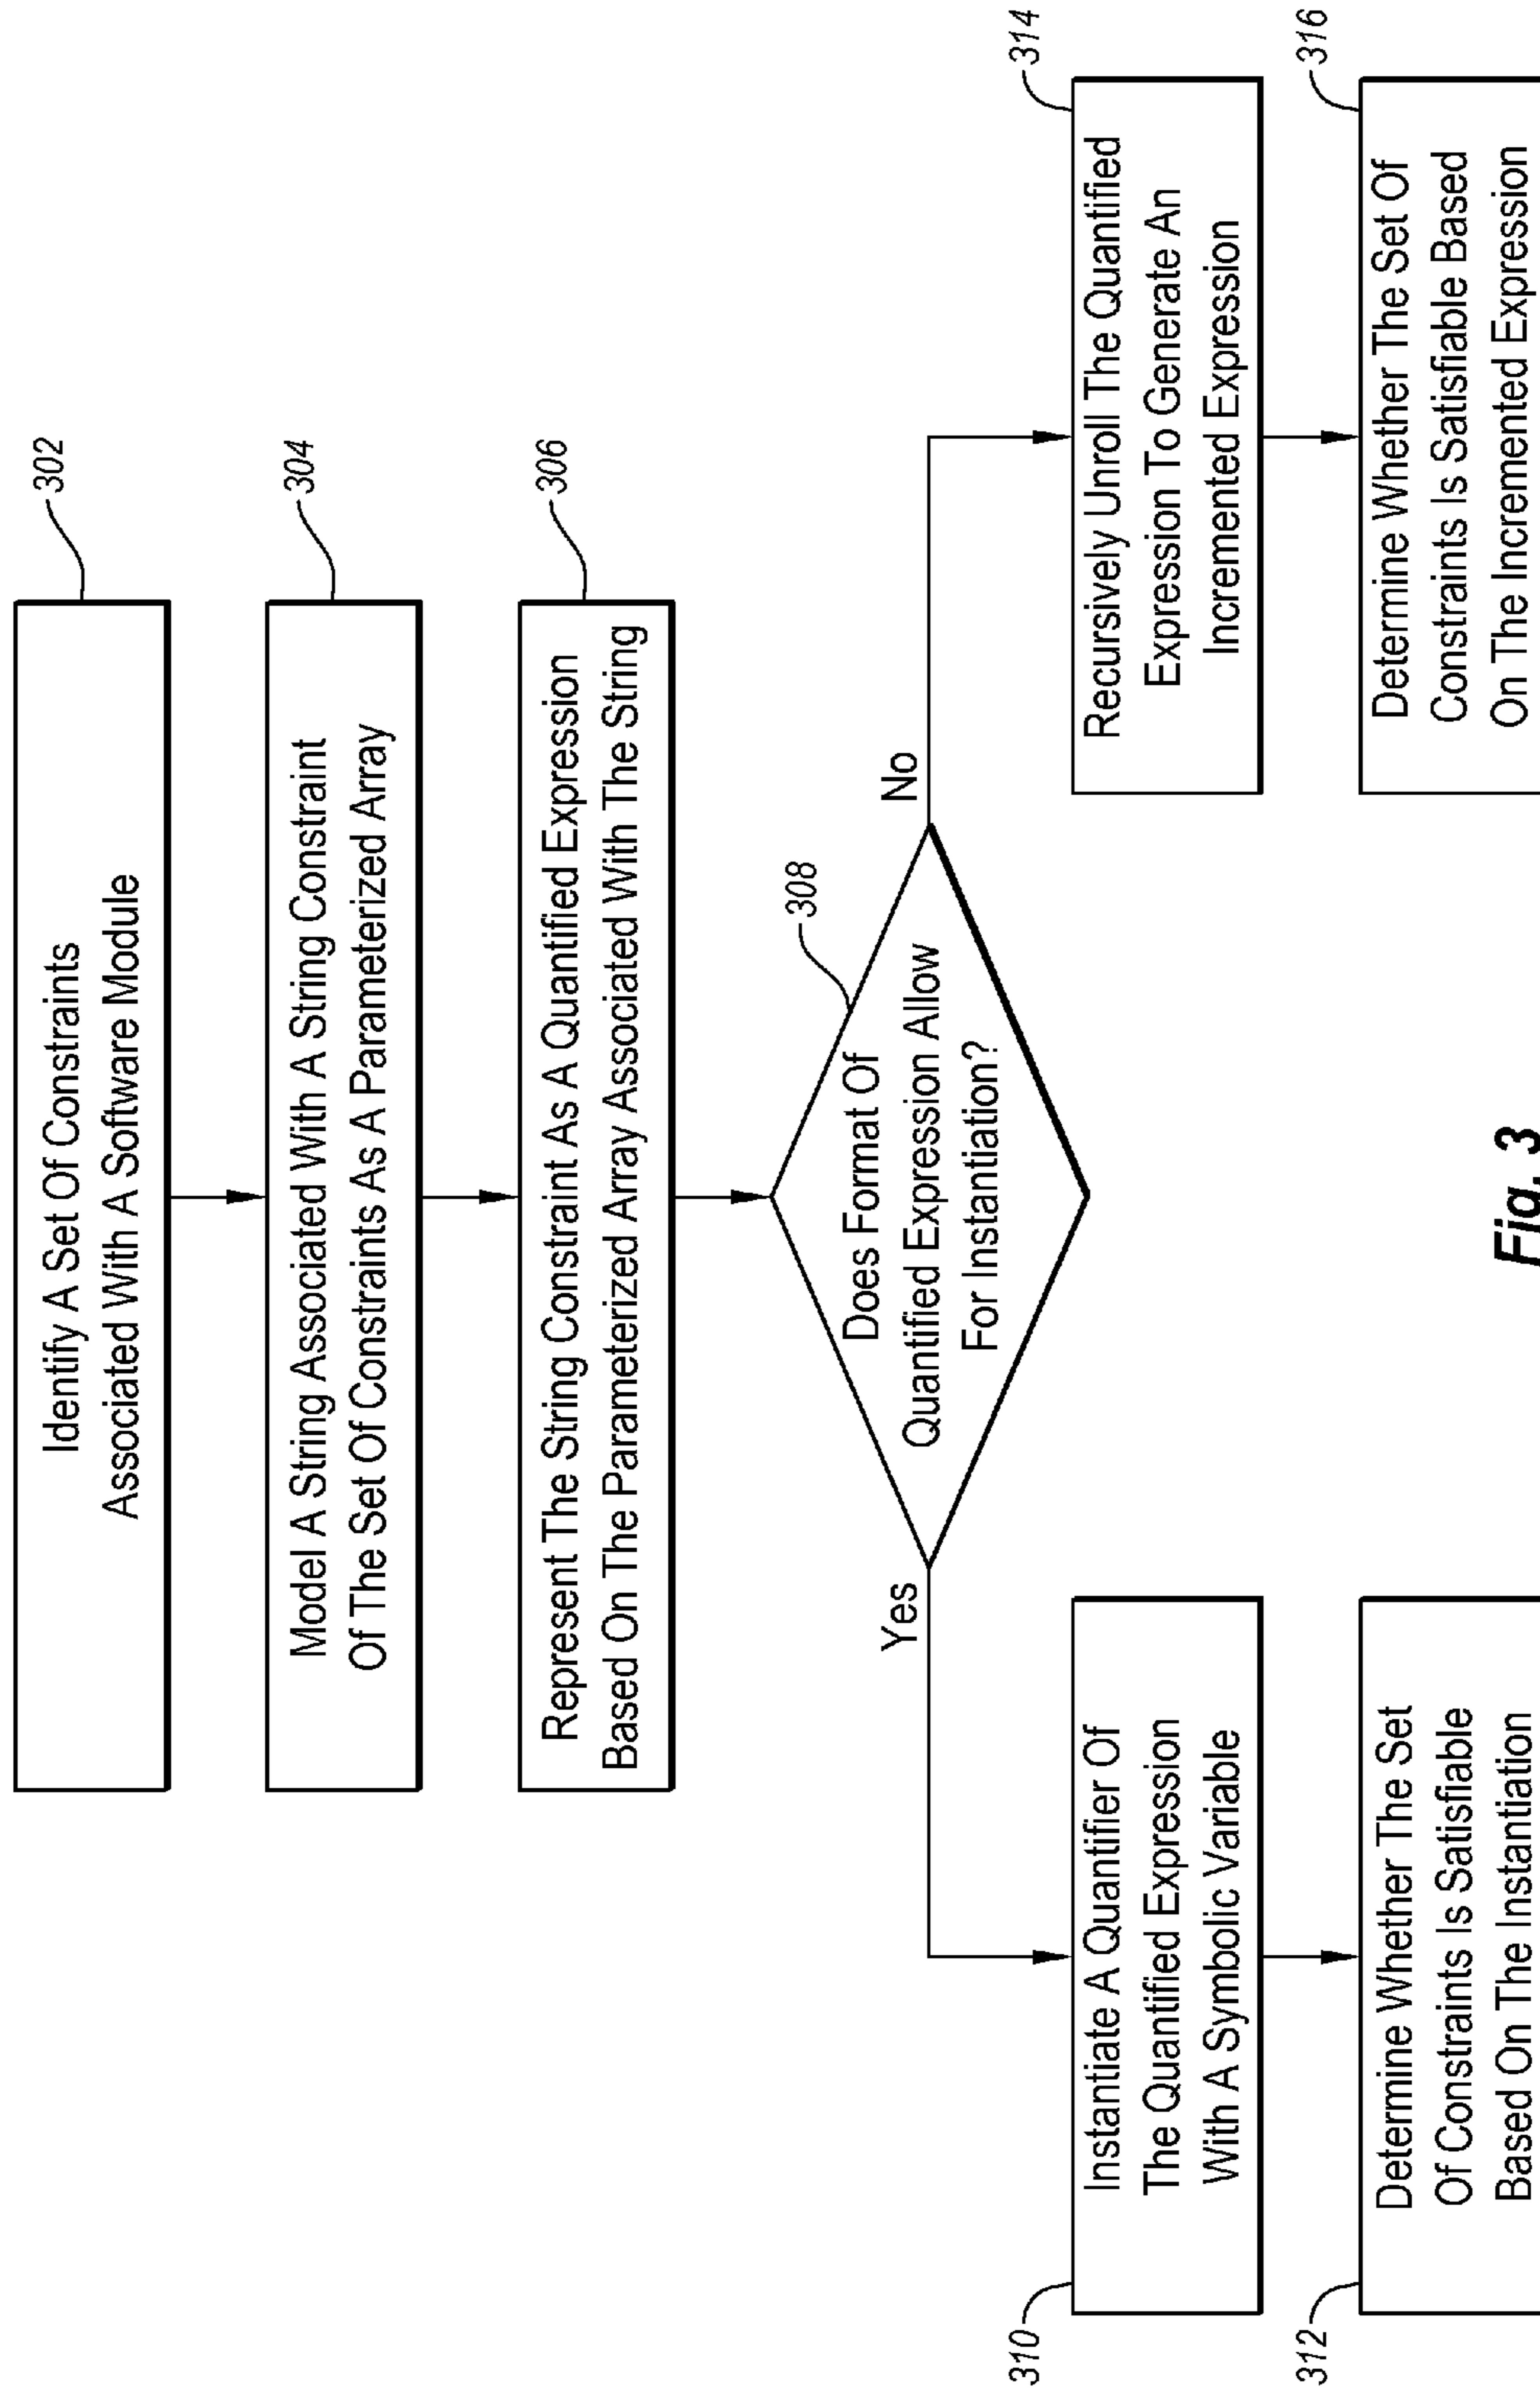 Identify A Set Of Constraints
Associated With A Software Module
302
Model A String Associated With A String Constraint
Of The Set Of Constraints As A Parameterized Array
304
Represent The String Constraint As A Quantified Expression
Based On The Parameterized Array Associated With The String
306
Does Format Of
Quantified Expression Allow
For Instantiation?
308
Yes
No
310
Instantiate A Quantifier Of
The Quantified Expression
With A Symbolic Variable
312
Determine Whether The Set
Of Constraints Is Satisfiable
Based On The Instantiation
314
Recursively Unroll The Quantified
Expression To Generate An
Incremented Expression
316
Determine Whether The Set Of
Constraints Is Satisfiable Based
On The Incremented Expression
Fig. 3